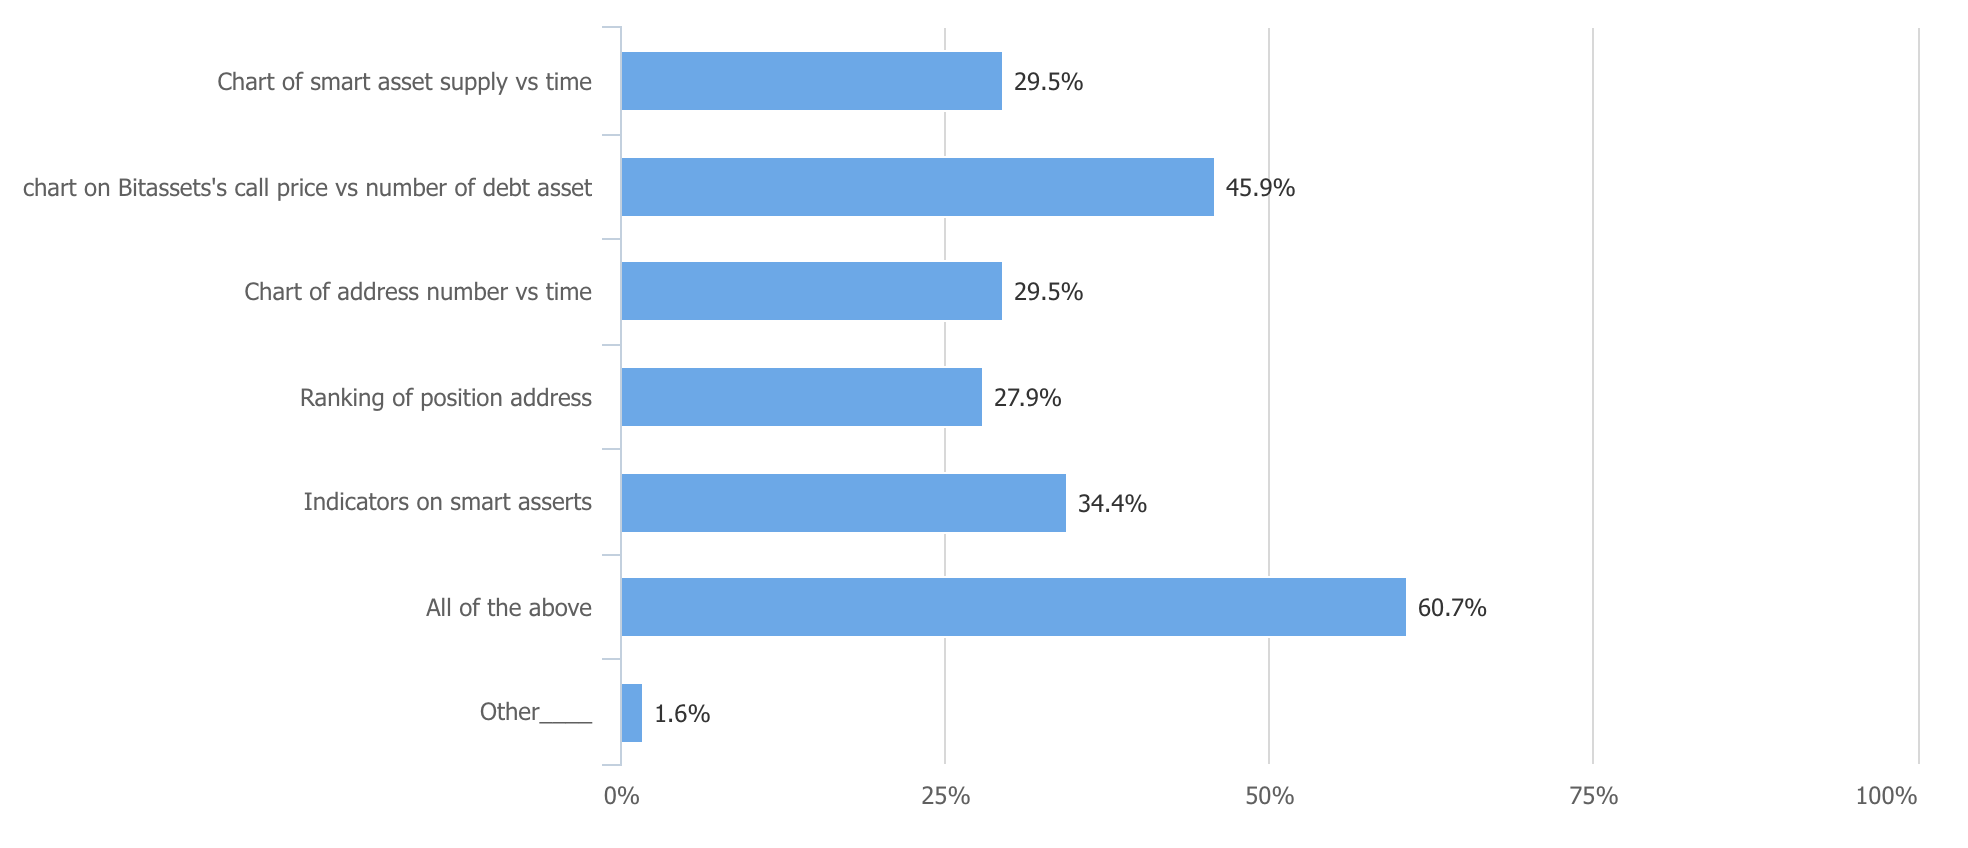 Chart of smart asset supply vs time
29.5%
chart on Bitassets's call price vs number of debt asset
45.9%
Chart of address number vs time
29.5%
Ranking of position address
27.9%
Indicators on smart asserts
34.4%
All of the above
60.7%
Other____
1.6%
0%
25%
50%
75%
100%